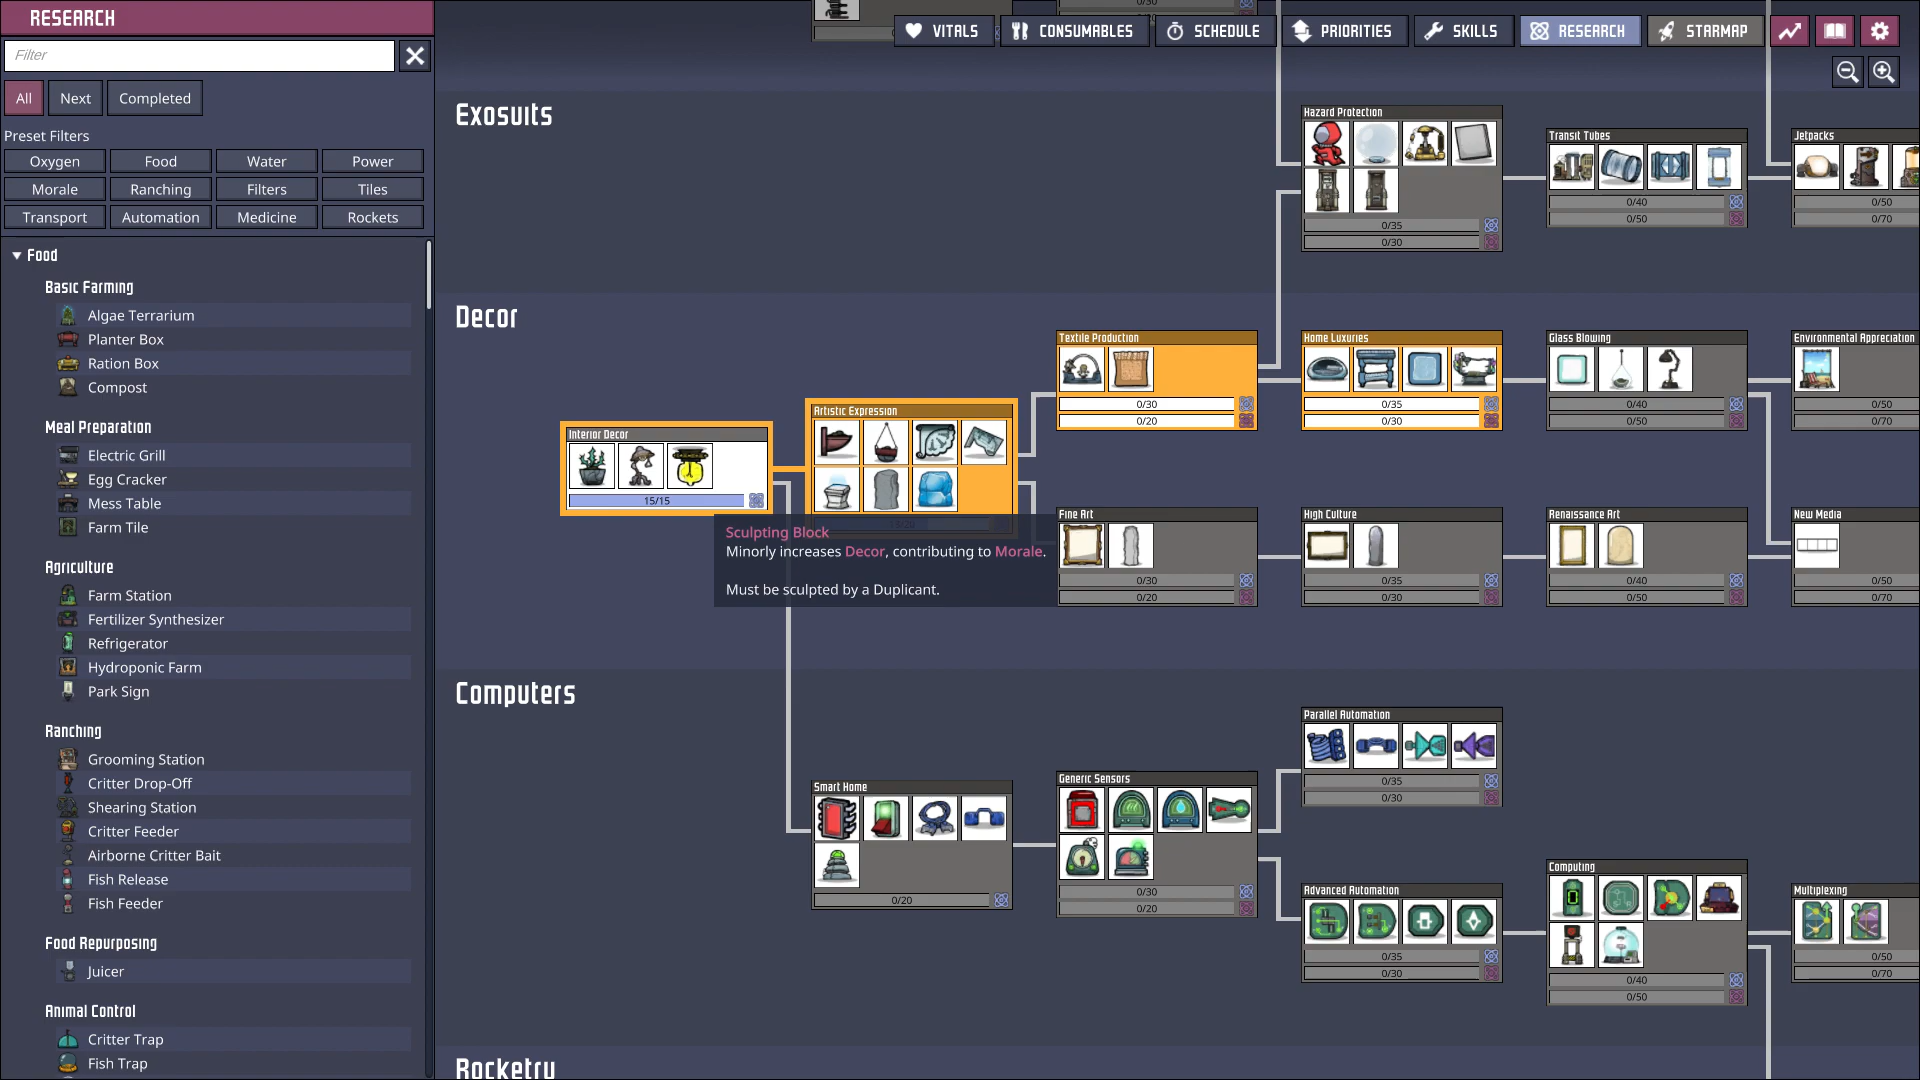 RESEARCH
Filter
All
Next
Completed
Preset Filters
Oxygen
Food
Water
Power
Morale
Ranching
Filters
Tiles
Transport
Automation
Medicine
Rockets
Food
Basic Farming
Algae Terrarium
Planter Box
Ration Box
Compost
Meal Preparation
Electric Grill
Egg Cracker
Mess Table
Farm Tile
Agriculture
Farm Station
Fertilizer Synthesizer
Refrigerator
Hydroponic Farm
Park Sign
Ranching
Grooming Station
Critter Drop-Off
Shearing Station
Critter Feeder
Airborne Critter Bait
Fish Release
Fish Feeder
Food Repurposing
Juicer
Animal Control
Critter Trap
Fish Trap
VITALS
CONSUMABLES
SCHEDULE
PRIORITIES
SKILLS
RESEARCH
STARMAP
0/30
Exosuits
Hazard Protection
0/35
0/30
Transit Tubes
0/40
0/50
Jetpacks
0/50
0/70
Decor
Interior Decor
15/15
Artistic Expression
Textile Production
0/30
0/20
Home Luxuries
0/35
0/30
Glass Blowing
0/40
0/50
Environmental Appreciation
0/50
0/70
Sculpting Block
Minorly increases Decor, contributing to Morale.
Must be sculpted by a Duplicant.
Fine Art
0/30
0/20
High Culture
0/35
0/30
Renaissance Art
0/40
0/50
New Media
0/50
0/70
Computers
Smart Home
0/20
Generic Sensors
0/30
0/20
Parallel Automation
0/35
0/30
Advanced Automation
0/35
0/30
Computing
0/40
0/50
Multiplexing
0/50
0/70
Rocketry